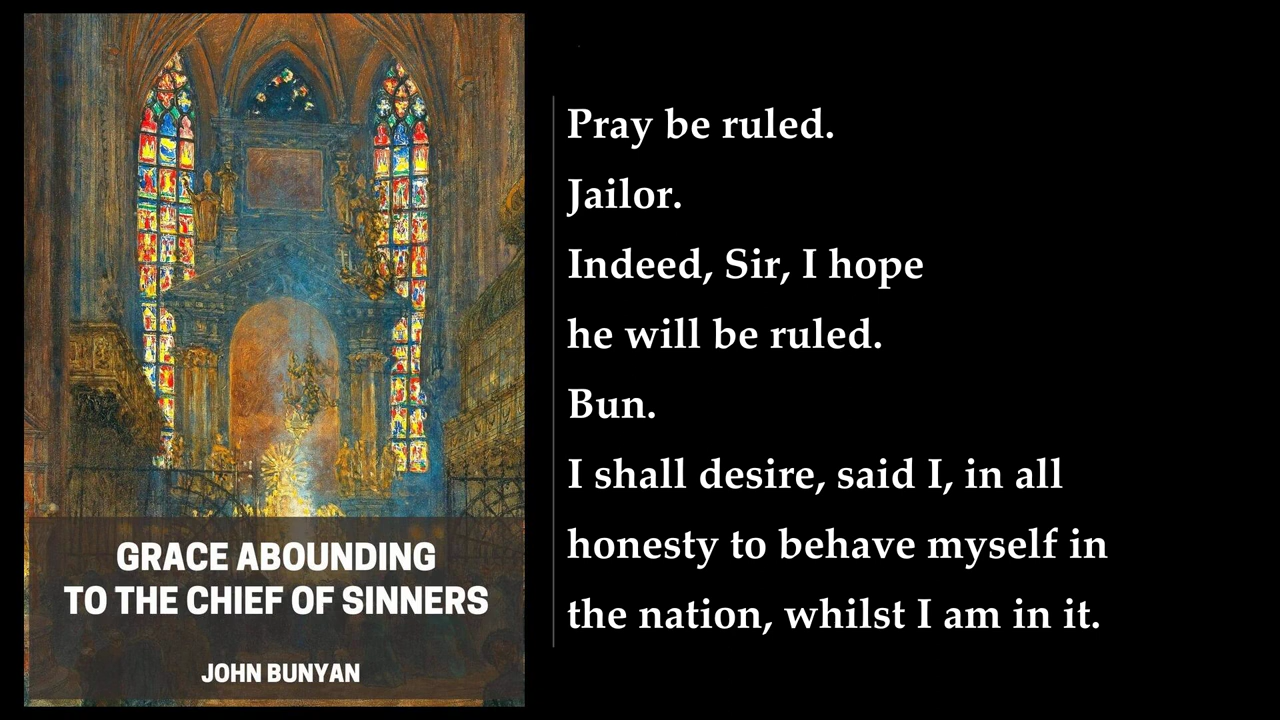 GRACE ABOUNDING
TO THE CHIEF OF SINNERS
JOHN BUNYAN
Pray be ruled.
Jailor.
Indeed, Sir, I hope
he will be ruled.
Bun.
I shall desire, said I, in all
honesty to behave myself in
the nation, whilst I am in it.